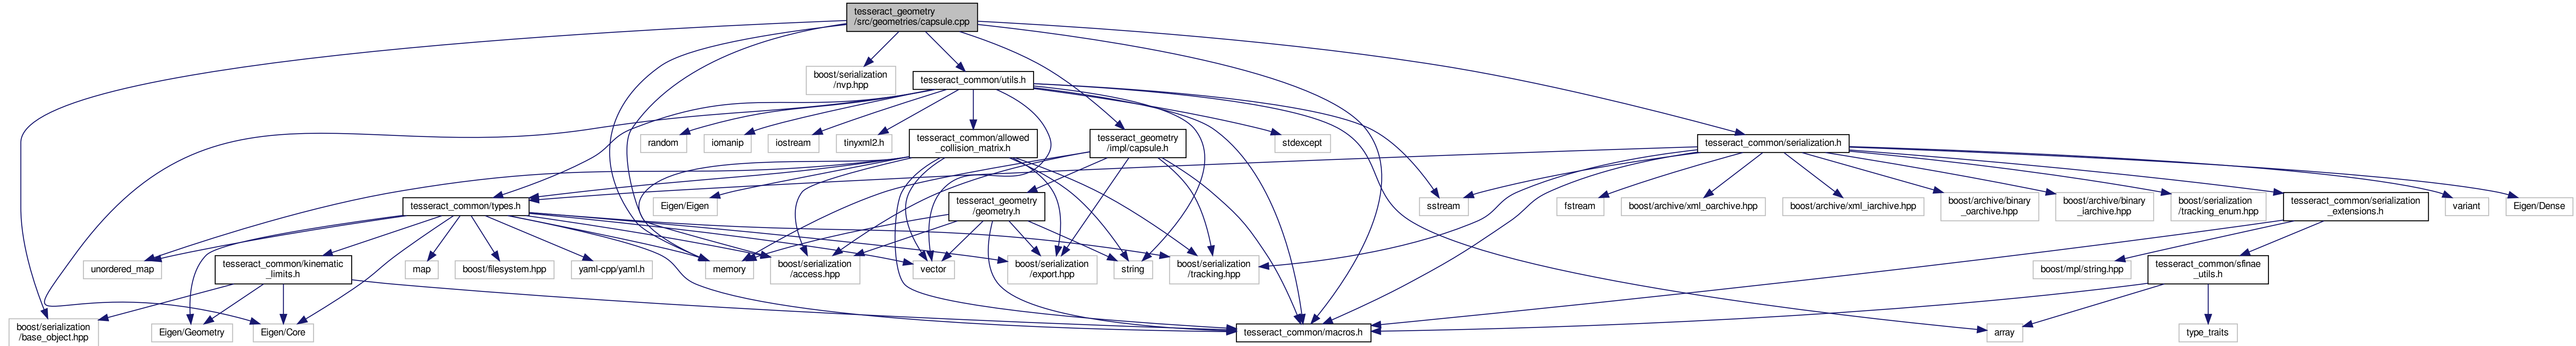 tesseract_geometry
/src/geometries/capsule.cpp
boost/serialization
/nvp.hpp
tesseract_common/utils.h
random
iomanip
iostream
tinyxml2.h
tesseract_common/allowed
_collision_matrix.h
tesseract_geometry
/impl/capsule.h
stdexcept
tesseract_common/serialization.h
tesseract_common/types.h
Eigen/Eigen
tesseract_geometry
/geometry.h
sstream
fstream
boost/archive/xml_oarchive.hpp
boost/archive/xml_iarchive.hpp
boost/archive/binary
_oarchive.hpp
boost/archive/binary
_iarchive.hpp
boost/serialization
/tracking_enum.hpp
tesseract_common/serialization
_extensions.h
variant
Eigen/Dense
unordered_map
tesseract_common/kinematic
_limits.h
map
boost/filesystem.hpp
yaml-cpp/yaml.h
memory
boost/serialization
/access.hpp
vector
boost/serialization
/export.hpp
string
boost/serialization
/tracking.hpp
boost/mpl/string.hpp
tesseract_common/sfinae
_utils.h
boost/serialization
/base_object.hpp
Eigen/Geometry
Eigen/Core
tesseract_common/macros.h
array
type_traits